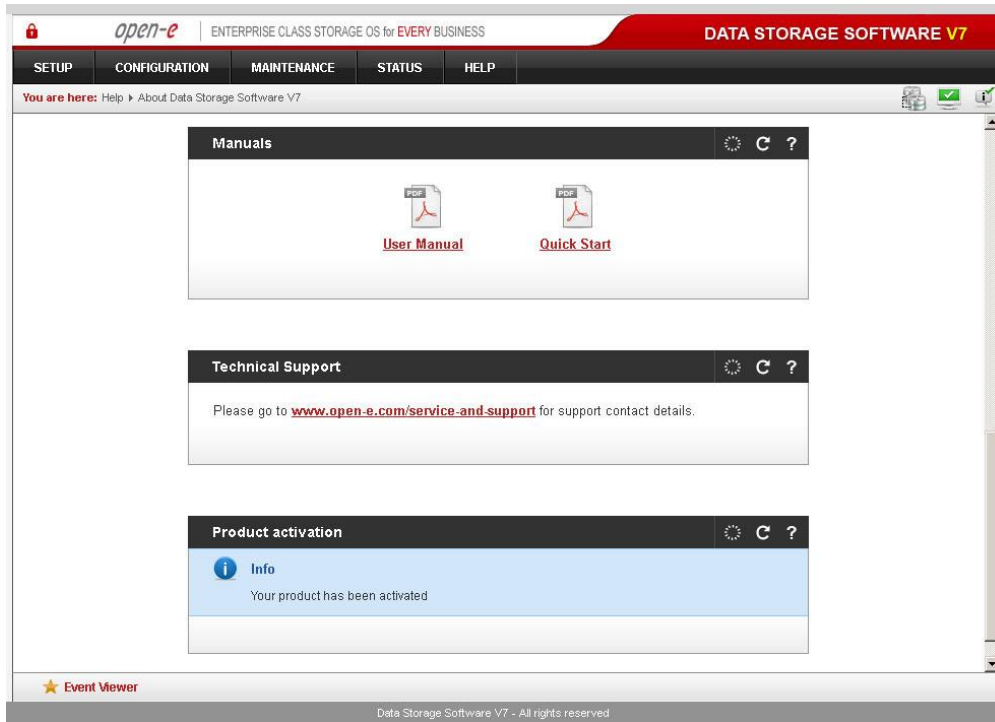 open-e ENTERPRISE CLASS STORAGE OS for EVERY BUSINESS
DATA STORAGE SOFTWARE V7
SETUP CONFIGURATION MAINTENANCE STATUS HELP
You are here: Help About Data Storage Software V7
Manuals
PDF PDF
User Manual Quick Start
Technical Support
Please go to www.open-e.com/service-and-support for support contact details.
Product activation
Info
Your product has been activated
Event Viewer
Data Storage Software V7 - All rights reserved